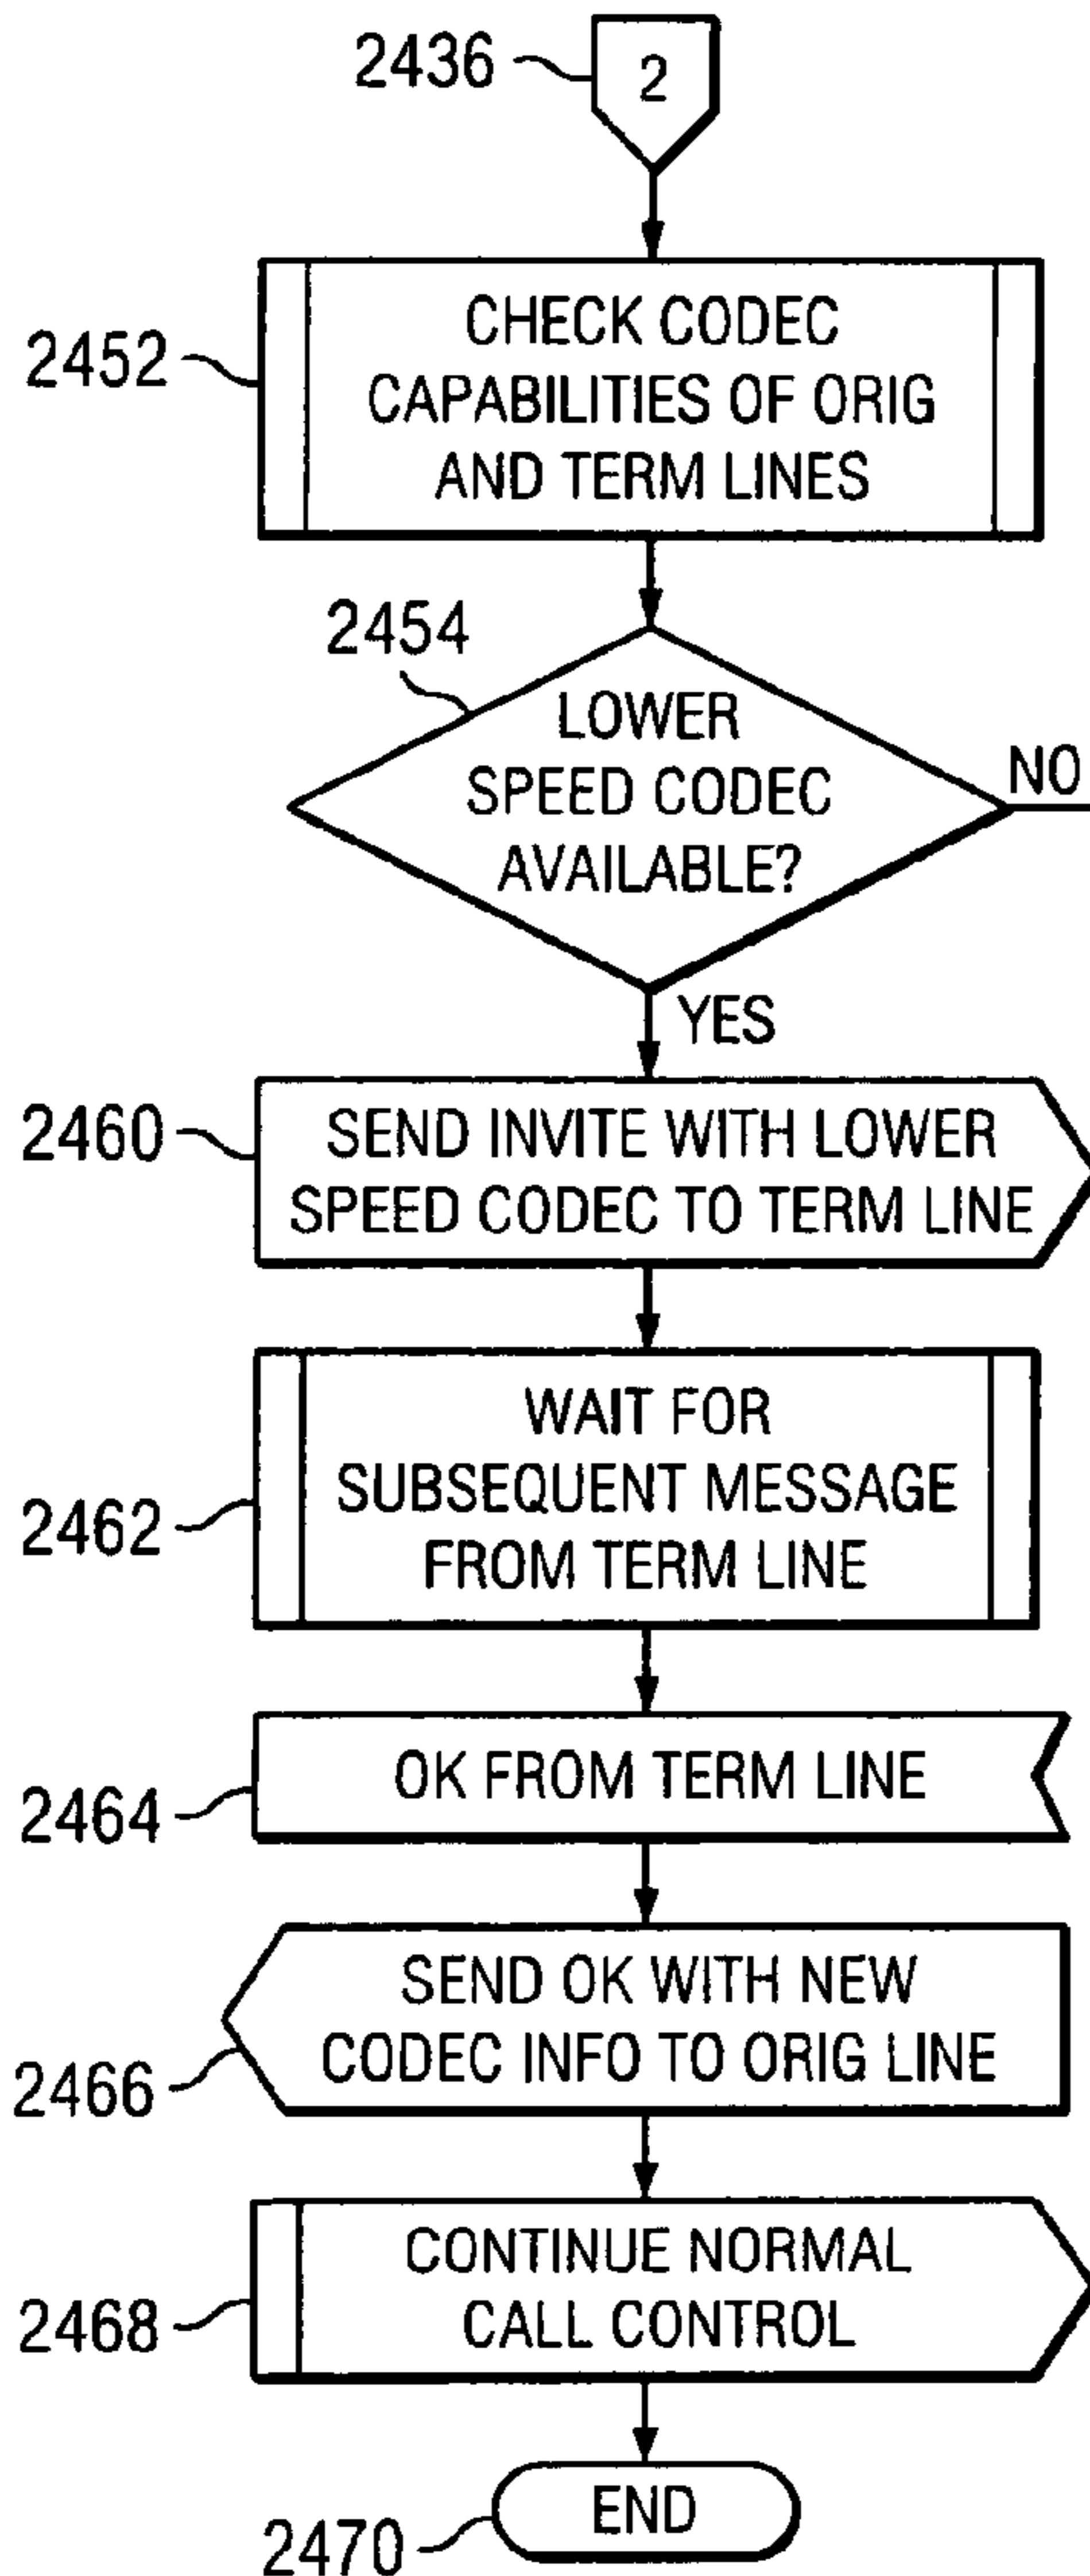 2436
2
2452
CHECK CODEC
CAPABILITIES OF ORIG
AND TERM LINES
2454
LOWER
SPEED CODEC
AVAILABLE?
NO
YES
2460
SEND INVITE WITH LOWER
SPEED CODEC TO TERM LINE
2462
WAIT FOR
SUBSEQUENT MESSAGE
FROM TERM LINE
2464
OK FROM TERM LINE
2466
SEND OK WITH NEW
CODEC INFO TO ORIG LINE
2468
CONTINUE NORMAL
CALL CONTROL
2470
END